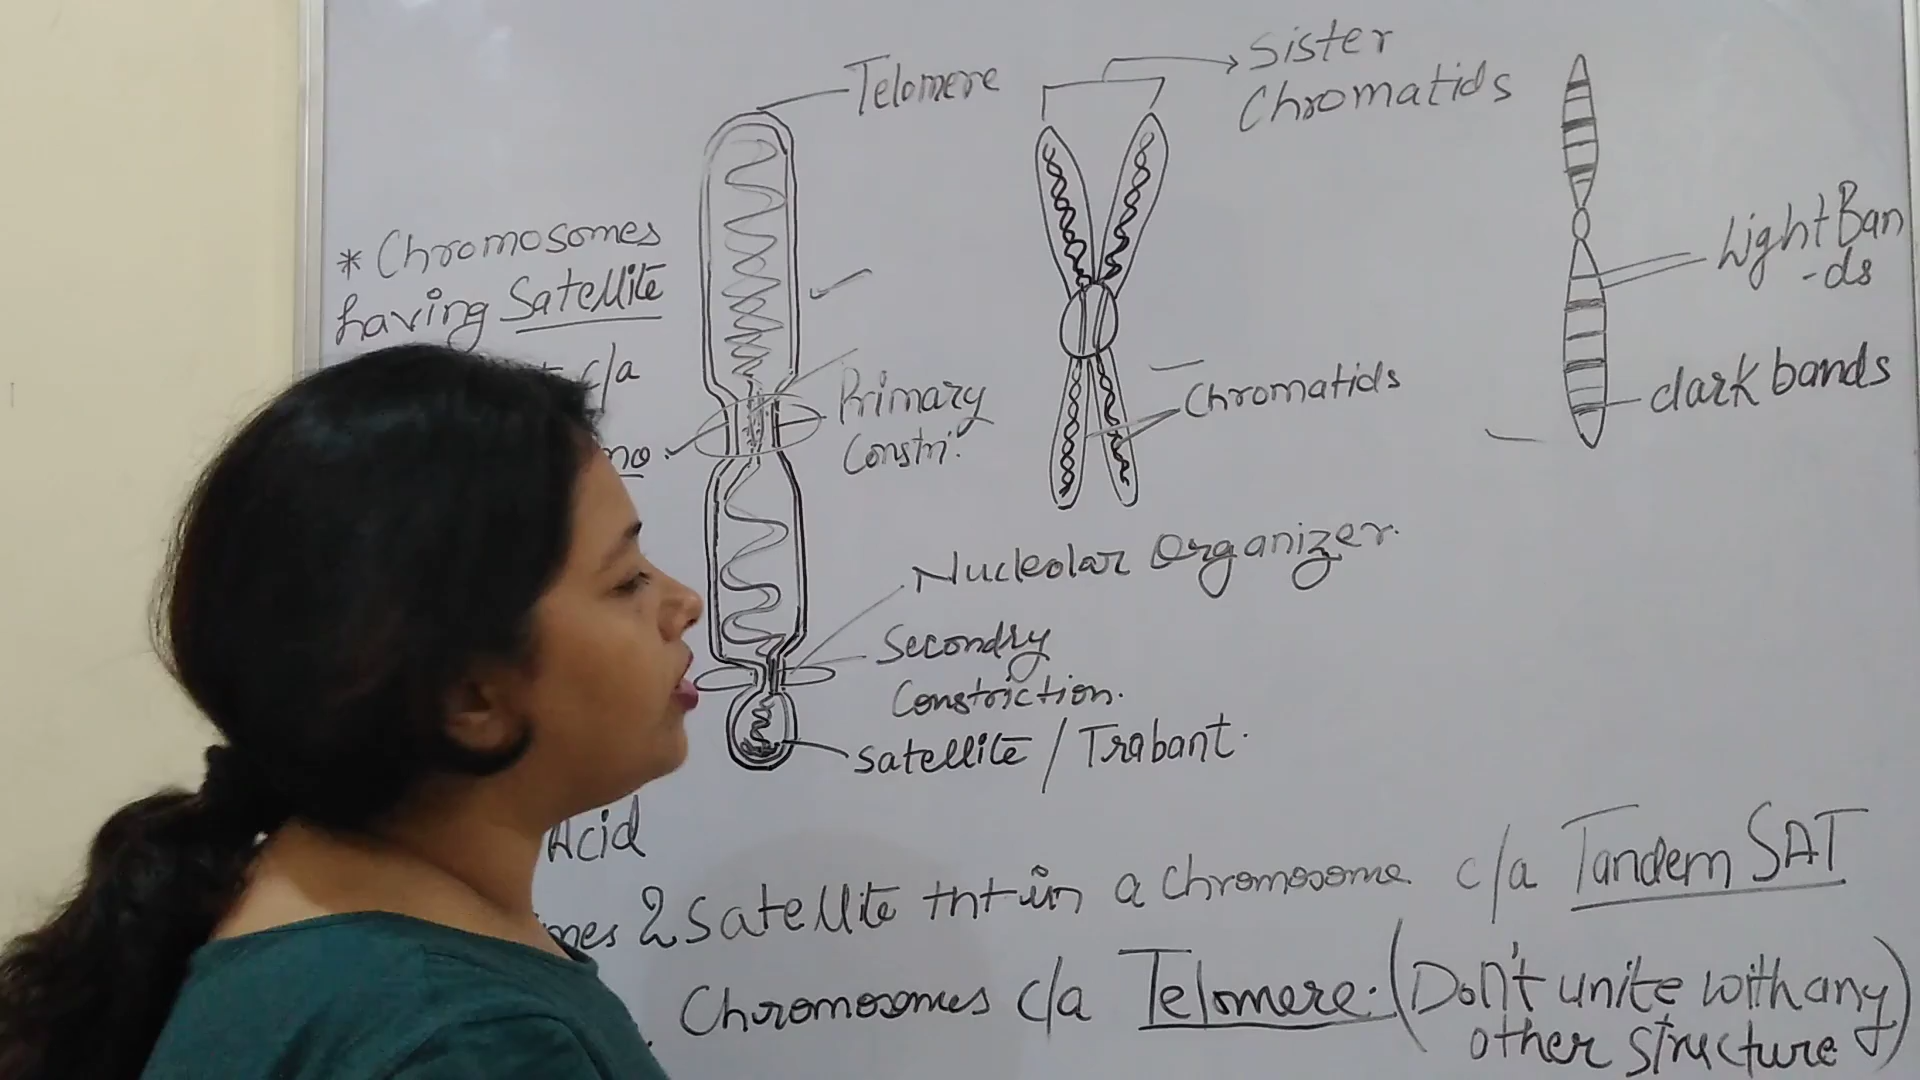 Telomere
Sister
Chromatids
* Chromosomes
having Satellite
c/a
Primary
Constri.
Chromatids
Light Ban
-ds
dark bands
Nucleolar Organizer.
Secondry
Constriction.
Satellite / Trabant.
Acid
2 Satellite tnt in a chromosome c/a Tandem SAT
Chromosomes c/a Telomere. (Don't unite with any
other structure)